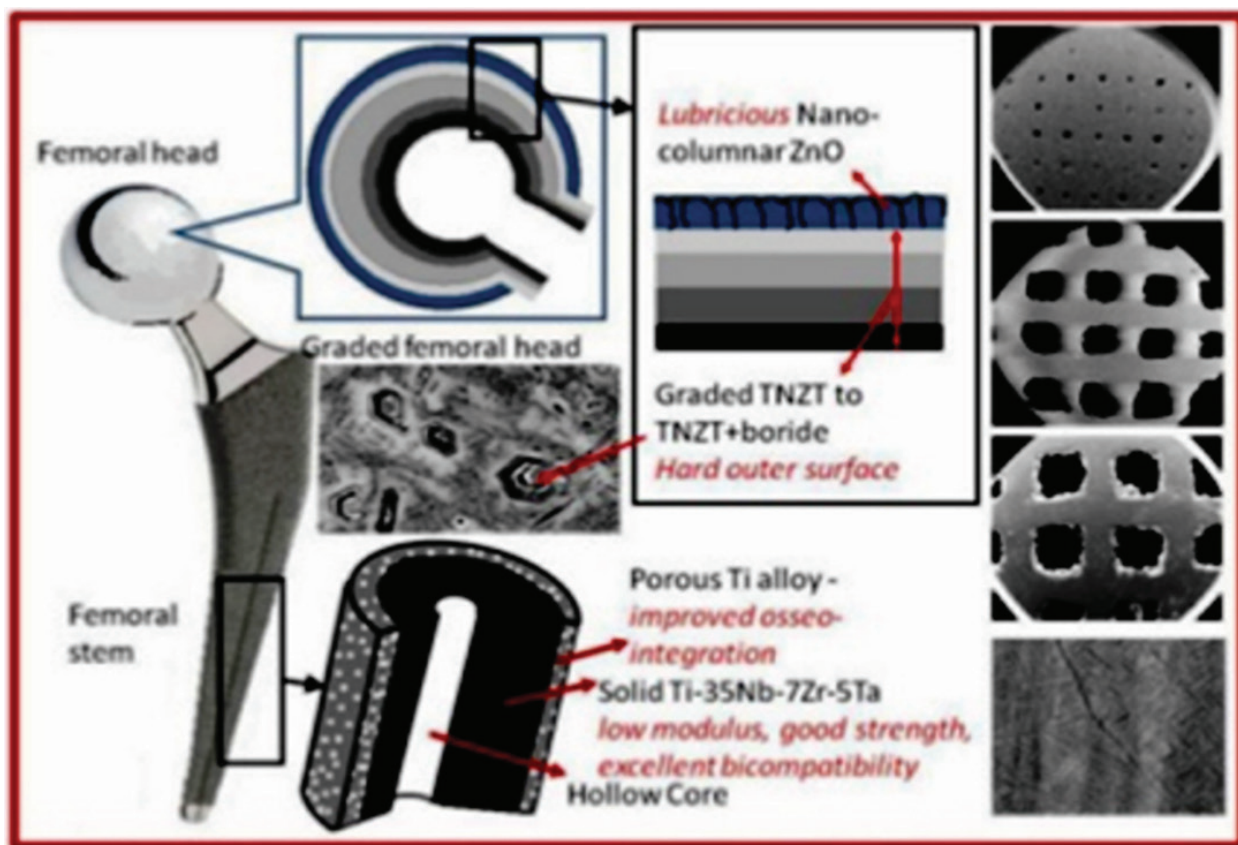 Femoral head
Lubricious Nano-
columnar ZnO
Graded femoral head
Graded TNZT to
TNZT+boride
Hard outer surface
Femoral
stem
Porous Ti alloy -
improved osseo-
integration
Solid Ti-35Nb-7Zr-5Ta
low modulus, good strength,
excellent bicompatibility
Hollow Core